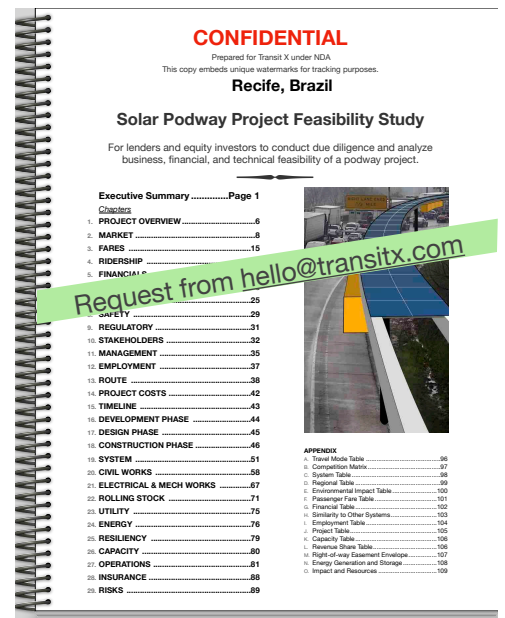 CONFIDENTIAL
Prepared for Transit X under NDA
This copy embeds unique watermarks for tracking purposes.
Recife, Brazil
Solar Podway Project Feasibility Study
For lenders and equity investors to conduct due diligence and analyze
business, financial, and technical feasibility of a podway project.
Executive Summary .............Page 1
Chapters
1. PROJECT OVERVIEW ...................................6
2. MARKET ...................................8
3. FARES ...................................15
4. RIDERSHIP
5. FINANCIALS
Request from hello@transitx.com
25
8. SAFETY ...................................29
9. REGULATORY ...................................31
10. STAKEHOLDERS ...................................32
11. MANAGEMENT ...................................35
12. EMPLOYMENT ...................................37
13. ROUTE ...................................38
14. PROJECT COSTS ...................................42
15. TIMELINE ...................................43
16. DEVELOPMENT PHASE ...................................44
17. DESIGN PHASE ...................................45
18. CONSTRUCTION PHASE ...................................46
19. SYSTEM ...................................51
20. CIVIL WORKS ...................................58
21. ELECTRICAL & MECH WORKS ............67
22. ROLLING STOCK ...................................71
23. UTILITY ...................................75
24. ENERGY ...................................76
25. RESILIENCY ...................................79
26. CAPACITY ...................................80
27. OPERATIONS ...................................81
28. INSURANCE ...................................88
29. RISKS ...................................89
APPENDIX
A. Travel Mode Table ...................................96
B. Competition Matrix ...................................97
C. System Table ...................................98
D. Regional Table ...................................99
E. Environmental Impact Table ...................................100
F. Passenger Fare Table ...................................101
G. Financial Table ...................................102
H. Similarity to Other Systems ...................................103
I. Employment Table ...................................104
J. Project Table ...................................105
K. Capacity Table ...................................106
L. Revenue Share Table ...................................106
M. Right-of-way Easement Envelope ...............107
N. Energy Generation and Storage ...................108
O. Impact and Resources ...................................109